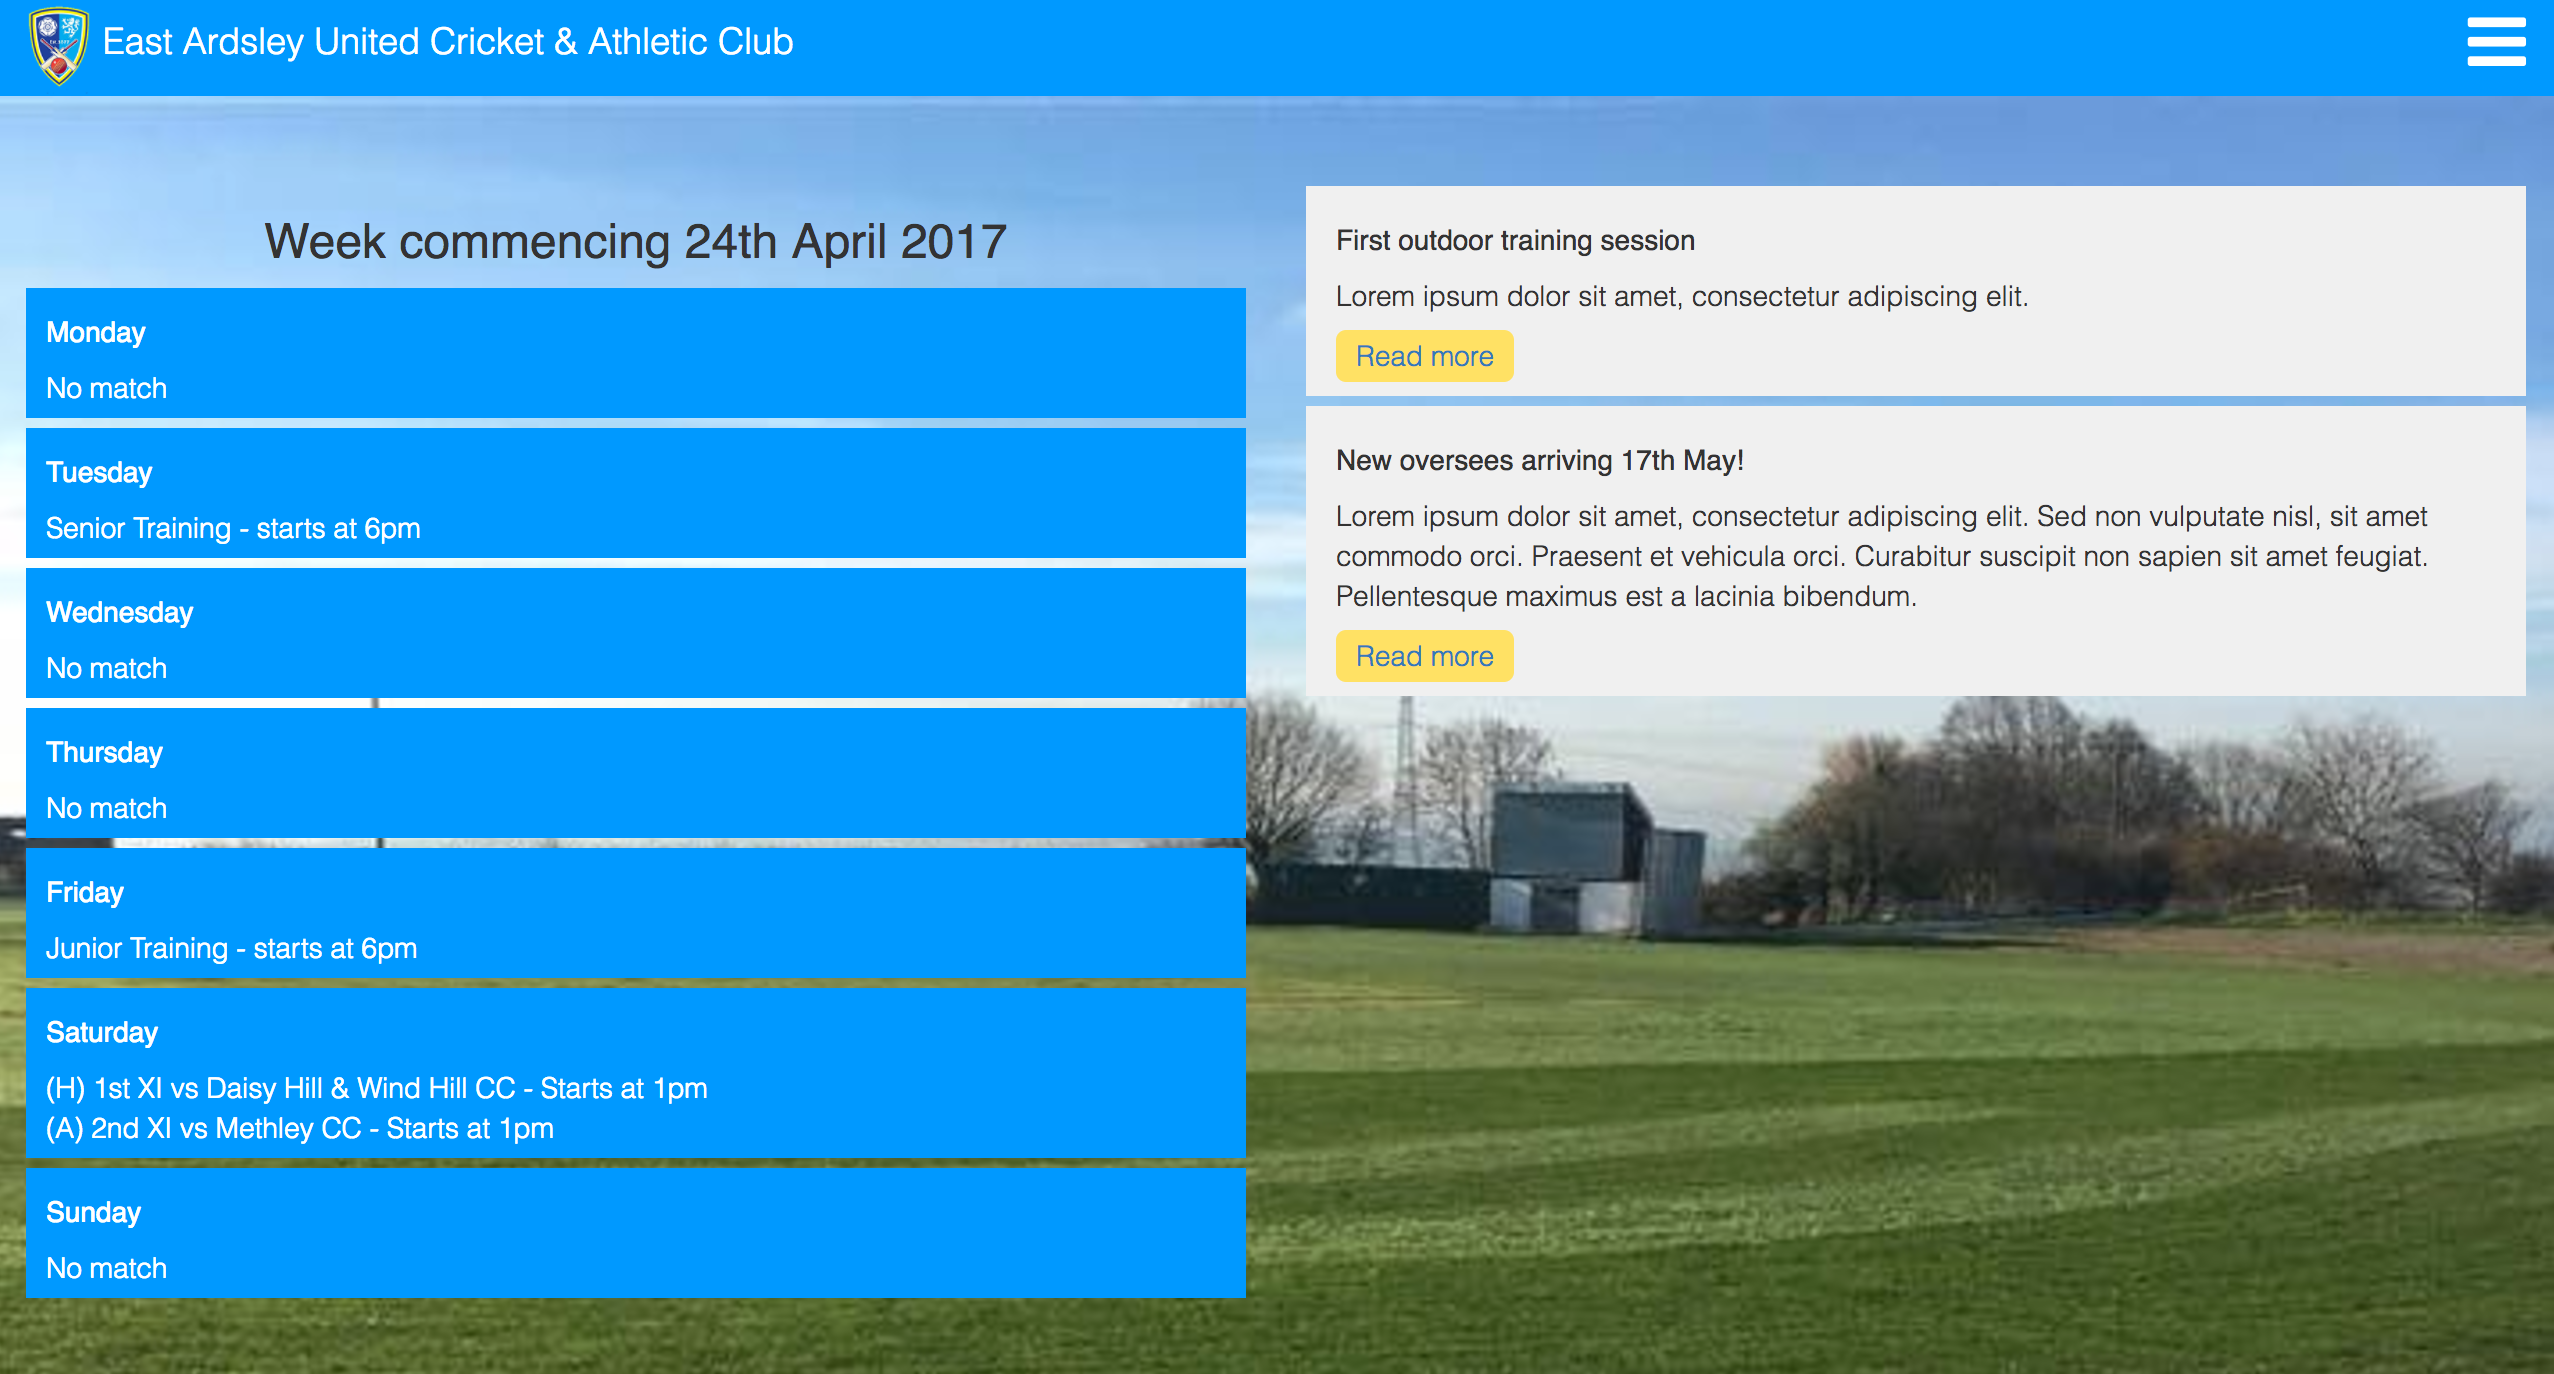 East Ardsley United Cricket & Athletic Club
Week commencing 24th April 2017
Monday
No match
Tuesday
Senior Training - starts at 6pm
Wednesday
No match
Thursday
No match
Friday
Junior Training - starts at 6pm
Saturday
(H) 1st XI vs Daisy Hill & Wind Hill CC - Starts at 1pm
(A) 2nd XI vs Methley CC - Starts at 1pm
Sunday
No match
First outdoor training session
Lorem ipsum dolor sit amet, consectetur adipiscing elit.
Read more
New oversees arriving 17th May!
Lorem ipsum dolor sit amet, consectetur adipiscing elit. Sed non vulputate nisl, sit amet
commodo orci. Praesent et vehicula orci. Curabitur suscipit non sapien sit amet feugiat.
Pellentesque maximus est a lacinia bibendum.
Read more